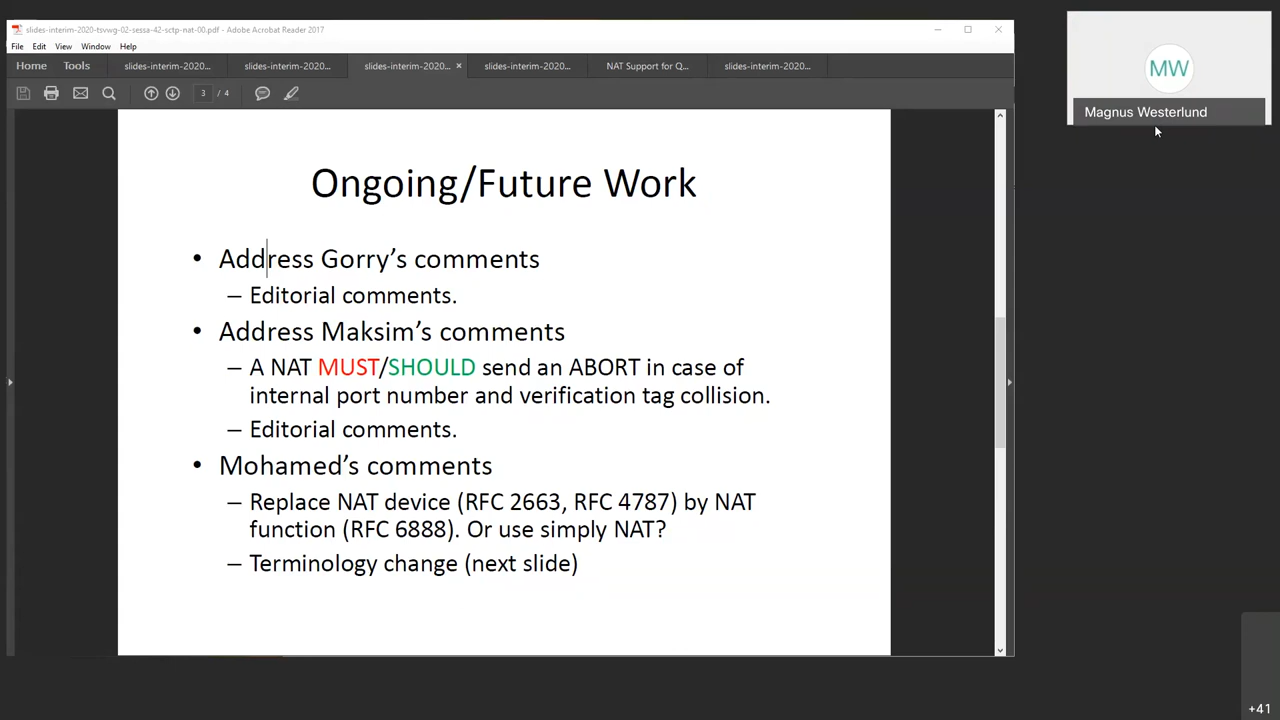 slides-interim-2020-tsvwg-02-sessa-42-sctp-nat-00.pdf - Adobe Acrobat Reader 2017
File Edit View Window Help
Home Tools slides-interim-2020... slides-interim-2020... slides-interim-2020... × slides-interim-2020... NAT Support for Q... slides-interim-2020...
3 / 4
MW
Magnus Westerlund
Ongoing/Future Work
• Address Gorry’s comments
– Editorial comments.
• Address Maksim’s comments
– A NAT MUST/SHOULD send an ABORT in case of
internal port number and verification tag collision.
– Editorial comments.
• Mohamed’s comments
– Replace NAT device (RFC 2663, RFC 4787) by NAT
function (RFC 6888). Or use simply NAT?
– Terminology change (next slide)
+41